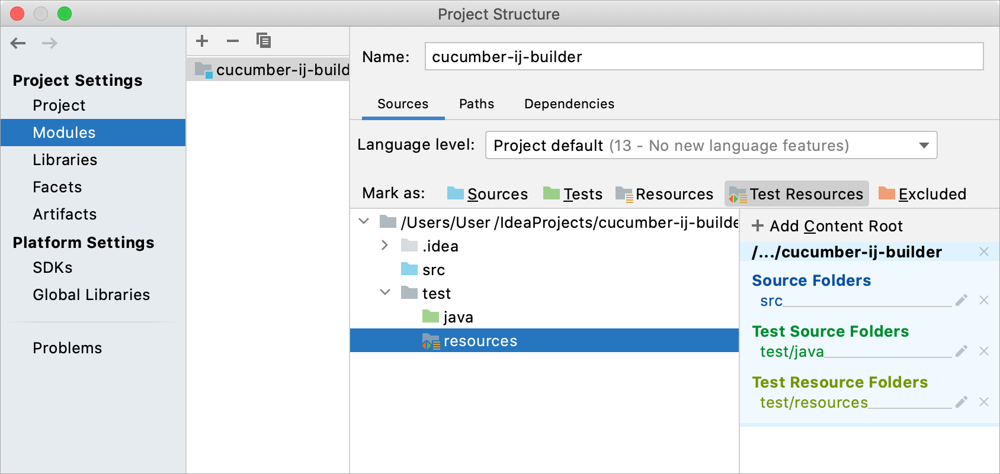 Project Structure
Project Settings
Project
Modules
Libraries
Facets
Artifacts
Platform Settings
SDKs
Global Libraries
Problems
cucumber-ij-build
Name: cucumber-ij-builder
Sources Paths Dependencies
Language level: Project default (13 - No new language features)
Mark as: Sources Tests Resources Test Resources Excluded
/Users/User /IdeaProjects/cucumber-ij-builde
.idea
src
test
java
resources
Add Content Root
/.../cucumber-ij-builder
Source Folders
src
Test Source Folders
test/java
Test Resource Folders
test/resources